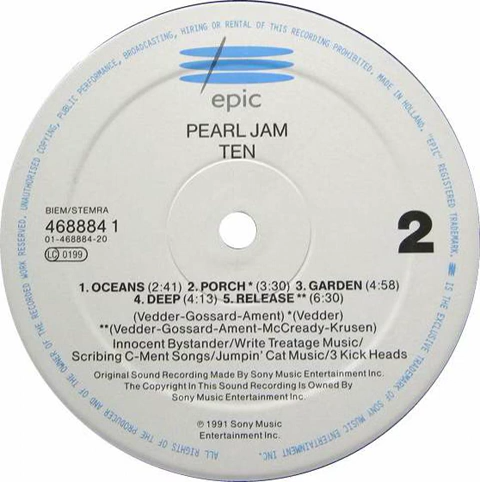 epic
PEARL JAM
TEN
BIEM/STEMRA
468884 1
01-468884-20
LC 0199
2
1. OCEANS (2:41) 2. PORCH * (3:30) 3. GARDEN (4:58)
4. DEEP (4:13) 5. RELEASE ** (6:30)
(Vedder-Gossard-Ament) *(Vedder)
**(Vedder-Gossard-Ament-McCready-Krusen)
Innocent Bystander/Write Treatage Music/
Scribing C-Ment Songs/Jumpin' Cat Music/3 Kick Heads
Original Sound Recording Made By Sony Music Entertainment Inc.
The Copyright In This Sound Recording Is Owned By
Sony Music Entertainment Inc.
℗ 1991 Sony Music
Entertainment Inc.
ALL RIGHTS OF THE PRODUCER AND OF THE OWNER OF THE RECORDED WORK RESERVED. UNAUTHORISED COPYING, PUBLIC PERFORMANCE, BROADCASTING, HIRING OR RENTAL OF THIS RECORDING PROHIBITED. MADE IN HOLLAND. "EPIC" REGISTERED TRADEMARK. IS THE EXCLUSIVE TRADEMARK OF SONY MUSIC ENTERTAINMENT INC.